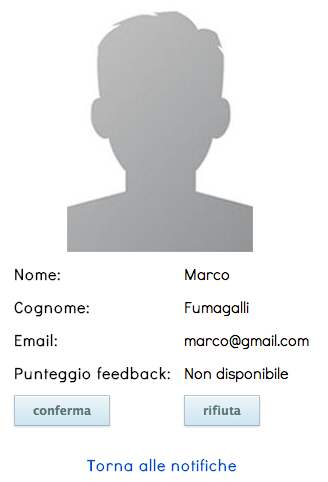 Nome: Marco
Cognome: Fumagalli
Email: marco@gmail.com
Punteggio feedback: Non disponibile
conferma rifiuta
Torna alle notifiche